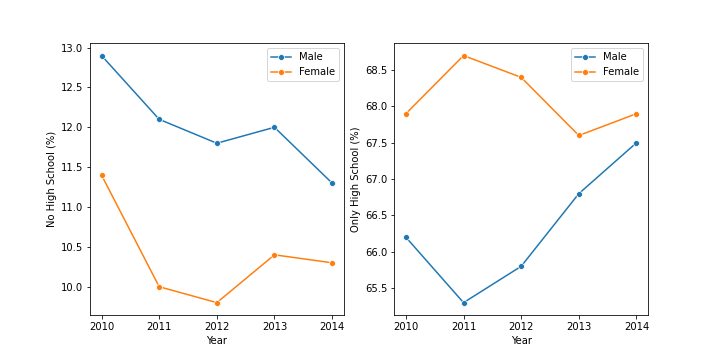 13.0
12.5
12.0
11.5
11.0
10.5
10.0
No High School (%)
2010 2011 2012 2013 2014
Year
Male
Female
68.5
68.0
67.5
67.0
66.5
66.0
65.5
Only High School (%)
2010 2011 2012 2013 2014
Year
Male
Female